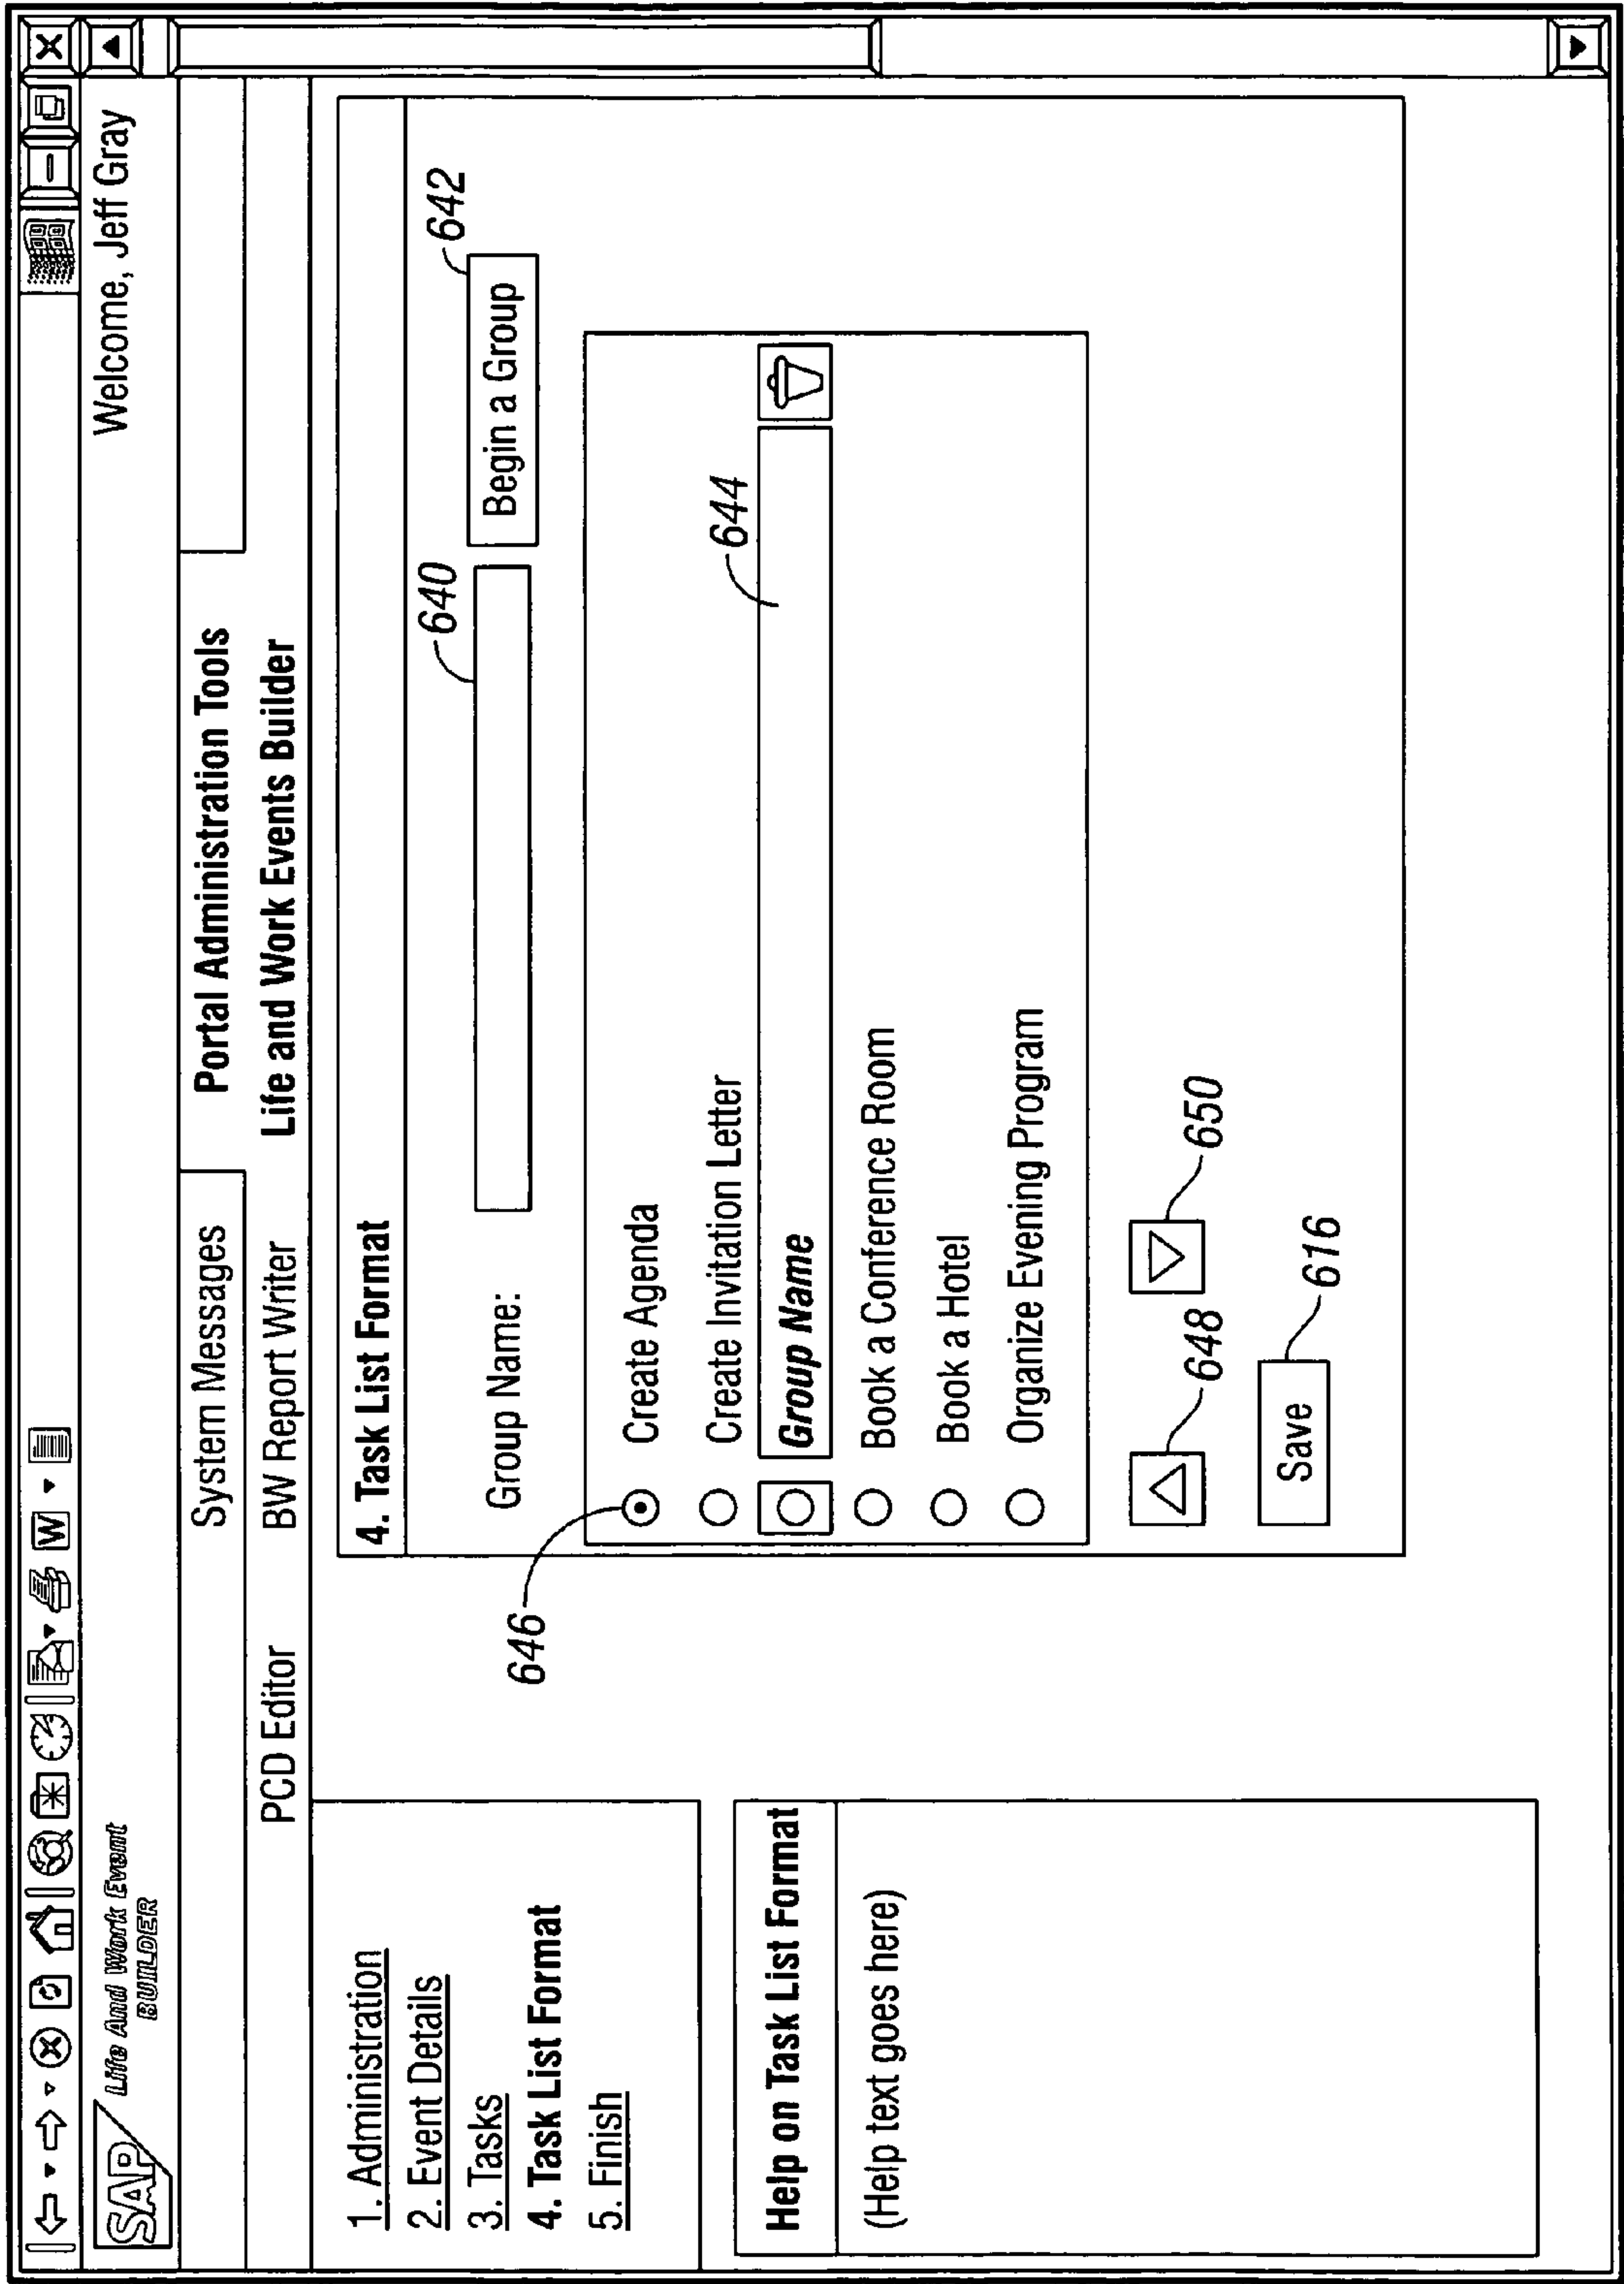 W
SAP
Life And Work Event
BUILDER
Welcome, Jeff Gray
System Messages
Portal Administration Tools
PCD Editor
BW Report Writer
Life and Work Events Builder
1. Administration
2. Event Details
3. Tasks
4. Task List Format
5. Finish
Help on Task List Format
(Help text goes here)
4. Task List Format
640
642
Group Name:
Begin a Group
646
Create Agenda
Create Invitation Letter
644
Group Name
Book a Conference Room
Book a Hotel
Organize Evening Program
648
650
Save
616